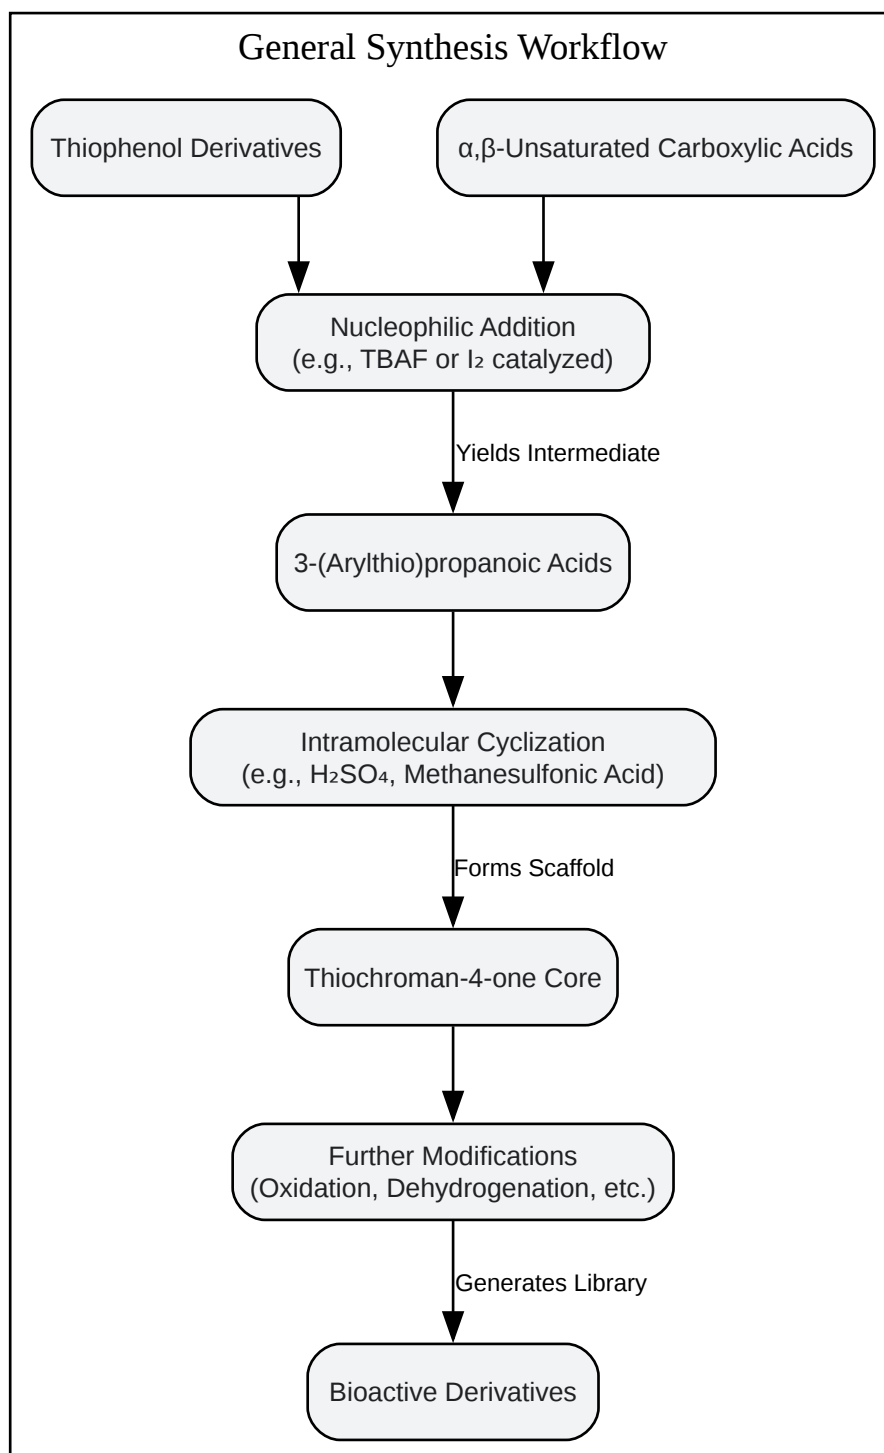 General Synthesis Workflow
Thiophenol Derivatives
α,β-Unsaturated Carboxylic Acids
Nucleophilic Addition
(e.g., TBAF or I₂ catalyzed)
Yields Intermediate
3-(Arylthio)propanoic Acids
Intramolecular Cyclization
(e.g., H₂SO₄, Methanesulfonic Acid)
Forms Scaffold
Thiochroman-4-one Core
Further Modifications
(Oxidation, Dehydrogenation, etc.)
Generates Library
Bioactive Derivatives